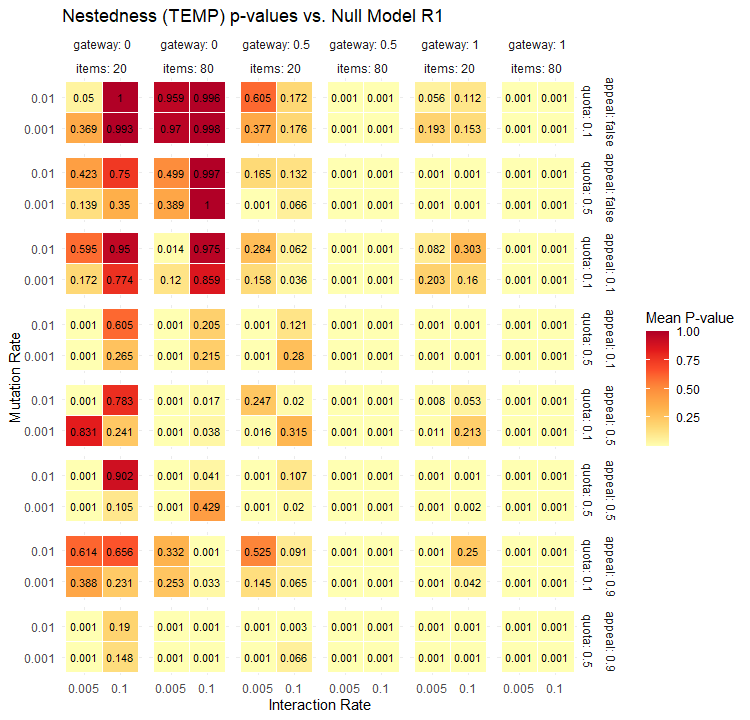 Nestedness (TEMP) p-values vs. Null Model R1
gateway: 0 gateway: 0 gateway: 0.5 gateway: 0.5 gateway: 1 gateway: 1
items: 20 items: 80 items: 20 items: 80 items: 20 items: 80
0.01 0.05 1 0.959 0.996 0.605 0.172 0.001 0.001 0.056 0.112 0.001 0.001
0.001 0.369 0.993 0.97 0.998 0.377 0.176 0.001 0.001 0.193 0.153 0.001 0.001
quota: 0.1
appeal: false
0.01 0.423 0.75 0.499 0.997 0.165 0.132 0.001 0.001 0.001 0.001 0.001 0.001
0.001 0.139 0.35 0.389 1 0.001 0.066 0.001 0.001 0.001 0.001 0.001 0.001
quota: 0.5
appeal: false
0.01 0.595 0.95 0.014 0.975 0.284 0.062 0.001 0.001 0.082 0.303 0.001 0.001
0.001 0.172 0.774 0.12 0.859 0.158 0.036 0.001 0.001 0.203 0.16 0.001 0.001
quota: 0.1
appeal: 0.1
0.01 0.001 0.605 0.001 0.205 0.001 0.121 0.001 0.001 0.001 0.001 0.001 0.001
0.001 0.001 0.265 0.001 0.215 0.001 0.28 0.001 0.001 0.001 0.001 0.001 0.001
quota: 0.5
appeal: 0.1
0.01 0.001 0.783 0.001 0.017 0.247 0.02 0.001 0.001 0.008 0.053 0.001 0.001
0.001 0.831 0.241 0.001 0.038 0.016 0.315 0.001 0.001 0.011 0.213 0.001 0.001
quota: 0.1
appeal: 0.5
0.01 0.001 0.902 0.001 0.041 0.001 0.107 0.001 0.001 0.001 0.001 0.001 0.001
0.001 0.001 0.105 0.001 0.429 0.001 0.02 0.001 0.001 0.001 0.002 0.001 0.001
quota: 0.5
appeal: 0.5
0.01 0.614 0.656 0.332 0.001 0.525 0.091 0.001 0.001 0.001 0.25 0.001 0.001
0.001 0.388 0.231 0.253 0.033 0.145 0.065 0.001 0.001 0.001 0.042 0.001 0.001
quota: 0.1
appeal: 0.9
0.01 0.001 0.19 0.001 0.001 0.001 0.003 0.001 0.001 0.001 0.001 0.001 0.001
0.001 0.001 0.148 0.001 0.001 0.001 0.066 0.001 0.001 0.001 0.001 0.001 0.001
quota: 0.5
appeal: 0.9
0.005 0.1 0.005 0.1 0.005 0.1 0.005 0.1 0.005 0.1 0.005 0.1
Interaction Rate
Mutation Rate
Mean P-value
1.00
0.75
0.50
0.25